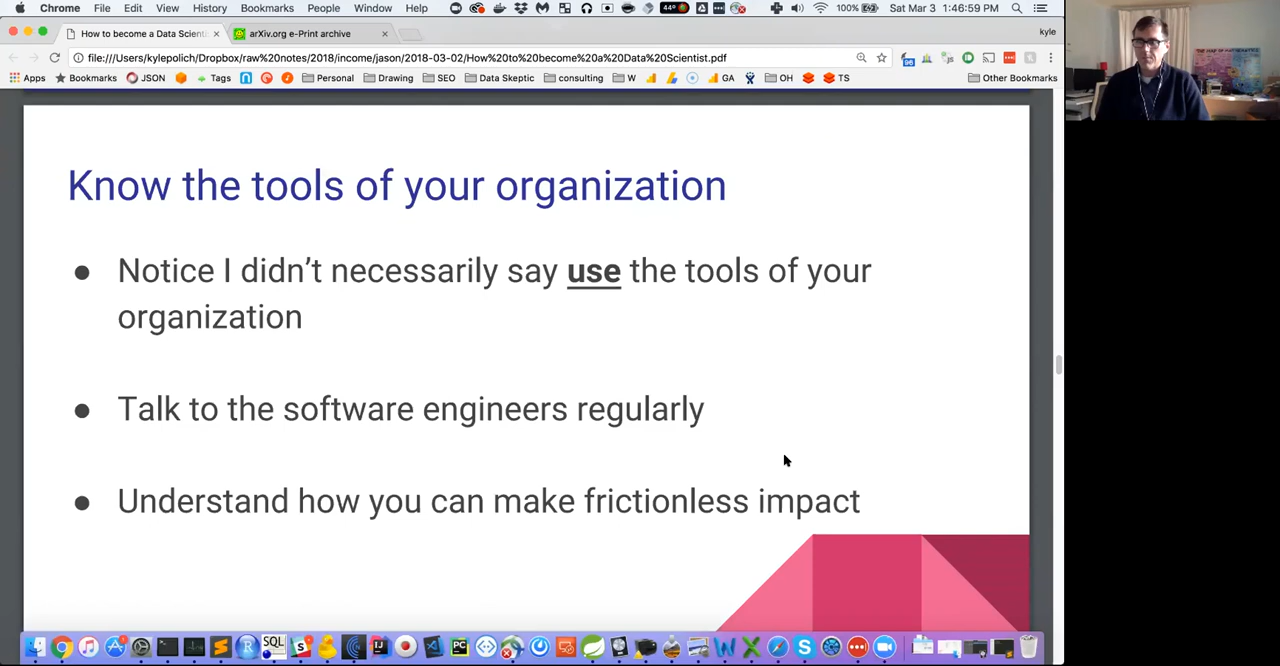 Chrome File Edit View History Bookmarks People Window Help 44° 100% Sat Mar 3 1:46:59 PM
How to become a Data Scienti arXiv.org e-Print archive kyle
file:///Users/kylepolich/Dropbox/raw%20notes/2018/income/jason/2018-03-02/How%20to%20become%20a%20Data%20Scientist.pdf 96
Apps Bookmarks JSON Tags Personal Drawing SEO Data Skeptic consulting W GA OH TS Other Bookmarks
Know the tools of your organization
● Notice I didn't necessarily say use the tools of your
organization
● Talk to the software engineers regularly
● Understand how you can make frictionless impact
R SQL PC W X S